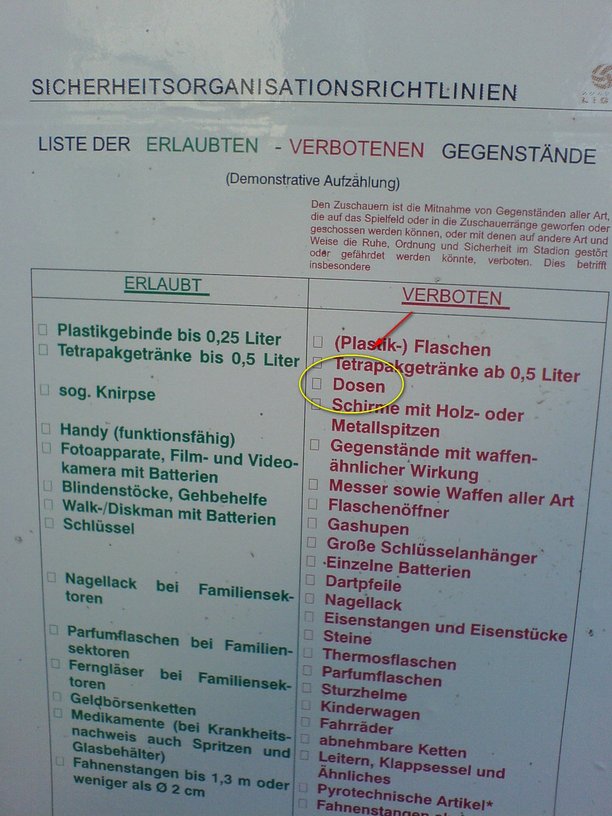 SICHERHEITSORGANISATIONSRICHTLINIEN
LISTE DER ERLAUBTEN - VERBOTENEN GEGENSTÄNDE
(Demonstrative Aufzählung)
Den Zuschauern ist die Mitnahme von Gegenständen aller Art,
die auf das Spielfeld oder in die Zuschauerränge geworfen oder
geschossen werden können, oder mit denen auf andere Art und
Weise die Ruhe, Ordnung und Sicherheit im Stadion gestört
oder gefährdet werden könnte, verboten. Dies betrifft
insbesondere
ERLAUBT
Plastikgebinde bis 0,25 Liter
Tetrapakgetränke bis 0,5 Liter
sog. Knirpse
Handy (funktionsfähig)
Fotoapparate, Film- und Video-
kamera mit Batterien
Blindenstöcke, Gehbehelfe
Walk-/Diskman mit Batterien
Schlüssel
Nagellack bei Familiensek-
toren
Parfumflaschen bei Familien-
sektoren
Ferngläser bei Familiensek-
toren
Geldbörsenketten
Medikamente (bei Krankheits-
nachweis auch Spritzen und
Glasbehälter)
Fahnenstangen bis 1,3 m oder
weniger als Ø 2 cm
VERBOTEN
(Plastik-) Flaschen
Tetrapakgetränke ab 0,5 Liter
Dosen
Schirme mit Holz- oder
Metallspitzen
Gegenstände mit waffen-
ähnlicher Wirkung
Messer sowie Waffen aller Art
Flaschenöffner
Gashupen
Große Schlüsselanhänger
Einzelne Batterien
Dartpfeile
Nagellack
Eisenstangen und Eisenstücke
Steine
Thermosflaschen
Parfumflaschen
Sturzhelme
Kinderwagen
Fahrräder
abnehmbare Ketten
Leitern, Klappsessel und
Ähnliches
Pyrotechnische Artikel*
Fahnenstangen